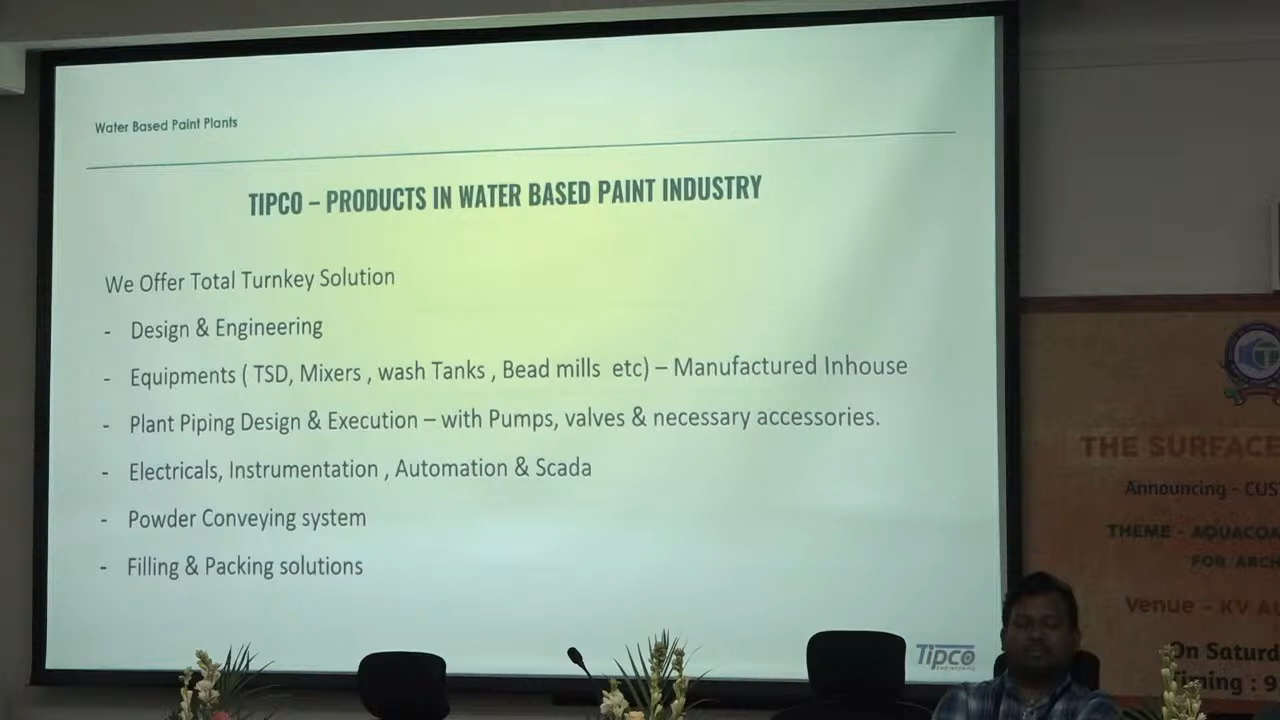 Water Based Paint Plants
TIPCO – PRODUCTS IN WATER BASED PAINT INDUSTRY
We Offer Total Turnkey Solution
- Design & Engineering
- Equipments ( TSD, Mixers , wash Tanks , Bead mills etc) – Manufactured Inhouse
- Plant Piping Design & Execution – with Pumps, valves & necessary accessories.
- Electricals, Instrumentation , Automation & Scada
- Powder Conveying system
- Filling & Packing solutions
Tipco
ENGINEERING
THE SURFACE
Announcing - CUS
THEME - AQUACOA
FOR ARCH
Venue - KV A
On Saturd
Timing : 9